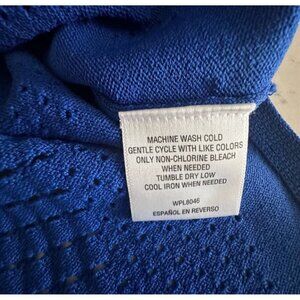 MACHINE WASH COLD
GENTLE CYCLE WITH LIKE COLORS
ONLY NON-CHLORINE BLEACH
WHEN NEEDED
TUMBLE DRY LOW
COOL IRON WHEN NEEDED
WPL8046
ESPAÑOL EN REVERSO